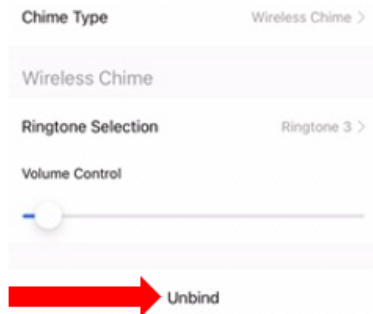 Chime Type Wireless Chime >
Wireless Chime
Ringtone Selection Ringtone 3 >
Volume Control
Unbind